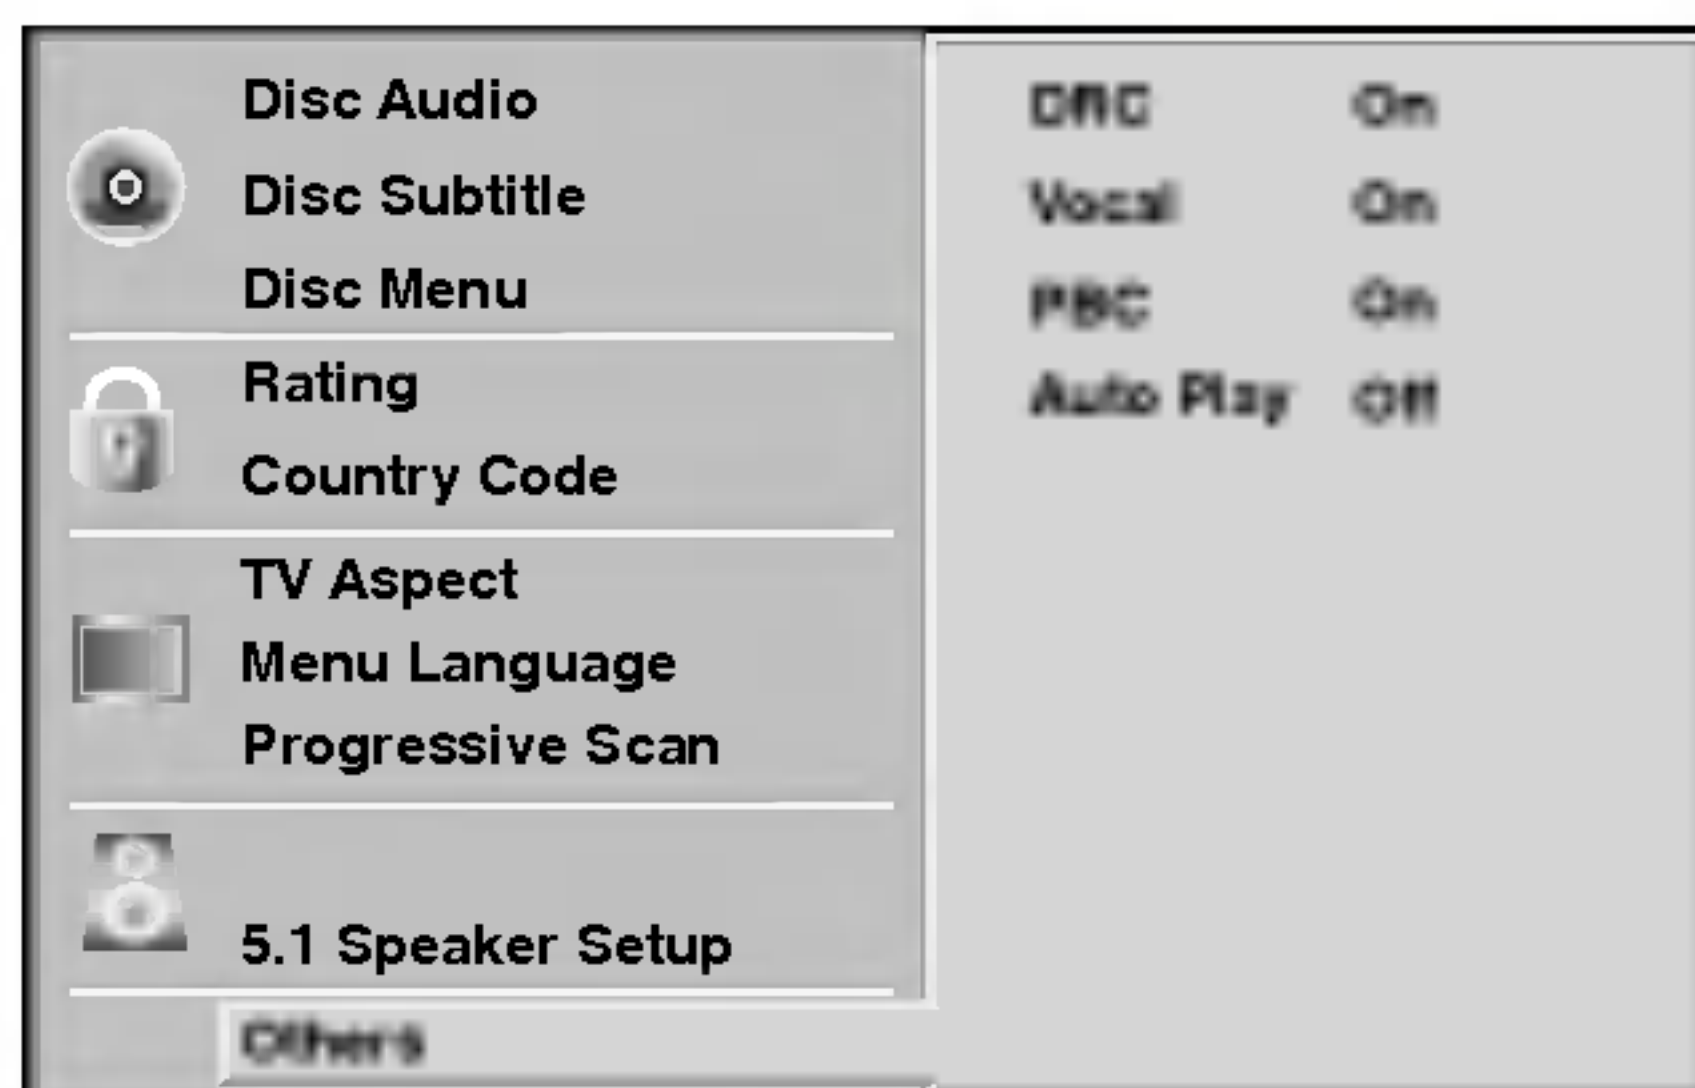 Disc Audio
Disc Subtitle
Disc Menu
Rating
Country Code
TV Aspect
Menu Language
Progressive Scan
5.1 Speaker Setup
Others
DRC On
Vocal On
PBC On
Auto Play Off